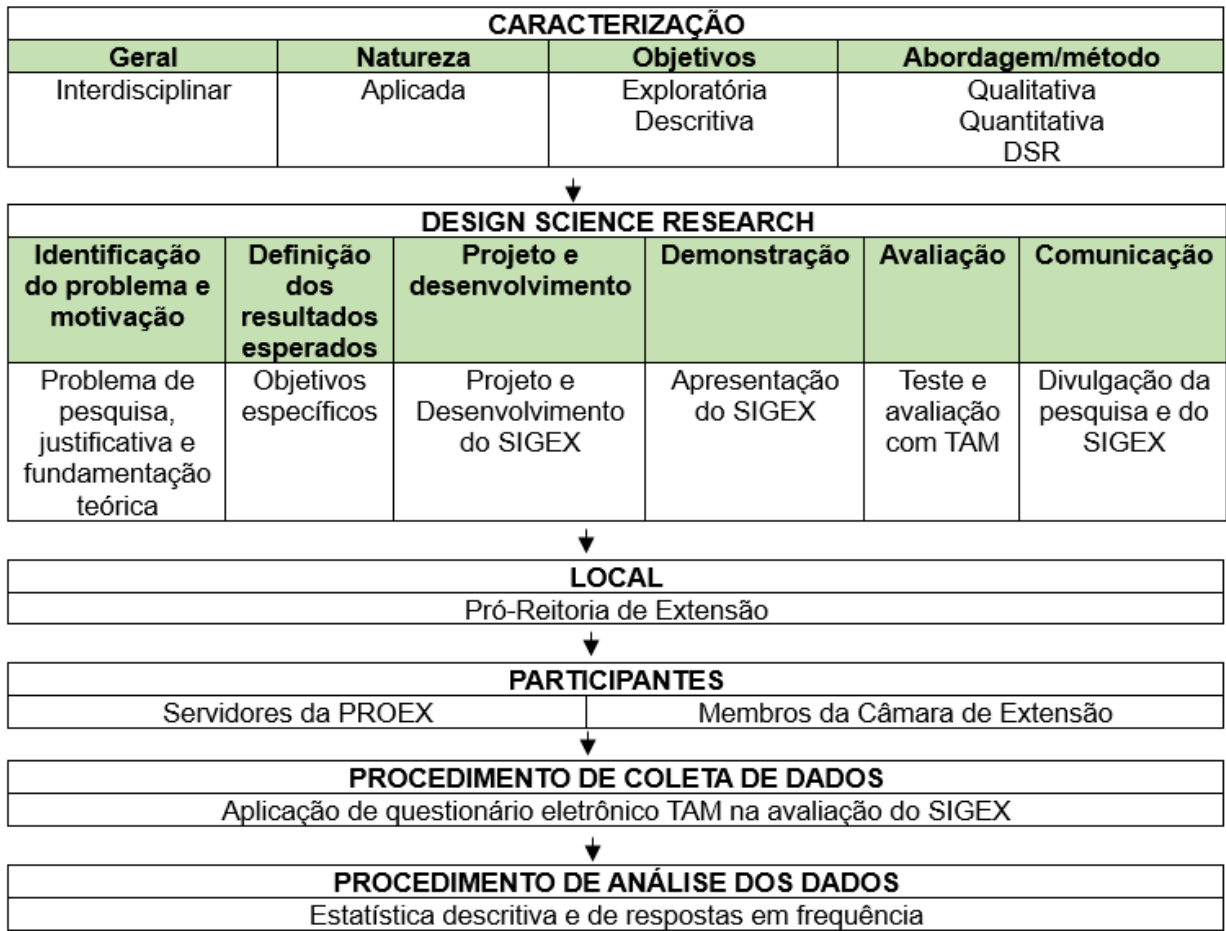 CARACTERIZAÇÃO
Geral
Natureza
Objetivos
Abordagem/método
Interdisciplinar
Aplicada
Exploratória
Descritiva
Qualitativa
Quantitativa
DSR
DESIGN SCIENCE RESEARCH
Identificação
do problema e
motivação
Definição
dos
resultados
esperados
Projeto e
desenvolvimento
Demonstração
Avaliação
Comunicação
Problema de
pesquisa,
justificativa e
fundamentação
teórica
Objetivos
específicos
Projeto e
Desenvolvimento
do SIGEX
Apresentação
do SIGEX
Teste e
avaliação
com TAM
Divulgação da
pesquisa e do
SIGEX
LOCAL
Pró-Reitoria de Extensão
PARTICIPANTES
Servidores da PROEX
Membros da Câmara de Extensão
PROCEDIMENTO DE COLETA DE DADOS
Aplicação de questionário eletrônico TAM na avaliação do SIGEX
PROCEDIMENTO DE ANÁLISE DOS DADOS
Estatística descritiva e de respostas em frequência